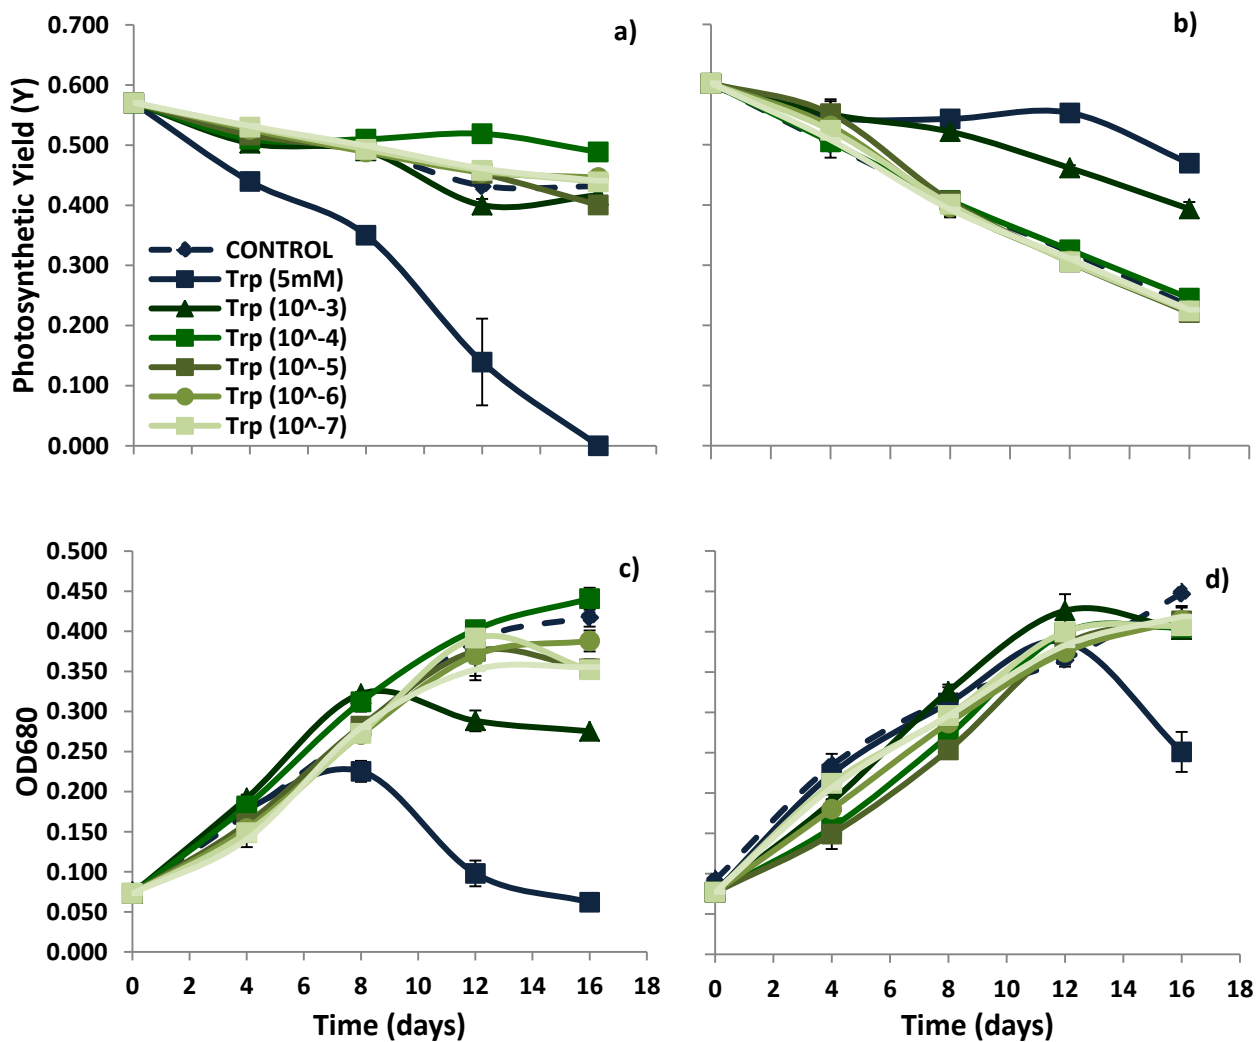 a)
b)
Photosynthetic Yield (Y)
0.700
0.600
0.500
0.400
0.300
0.200
0.100
0.000
CONTROL
Trp (5mM)
Trp (10^-3)
Trp (10^-4)
Trp (10^-5)
Trp (10^-6)
Trp (10^-7)
c)
d)
OD680
0.500
0.450
0.400
0.350
0.300
0.250
0.200
0.150
0.100
0.050
0.000
0 2 4 6 8 10 12 14 16 18
0 2 4 6 8 10 12 14 16 18
Time (days)
Time (days)